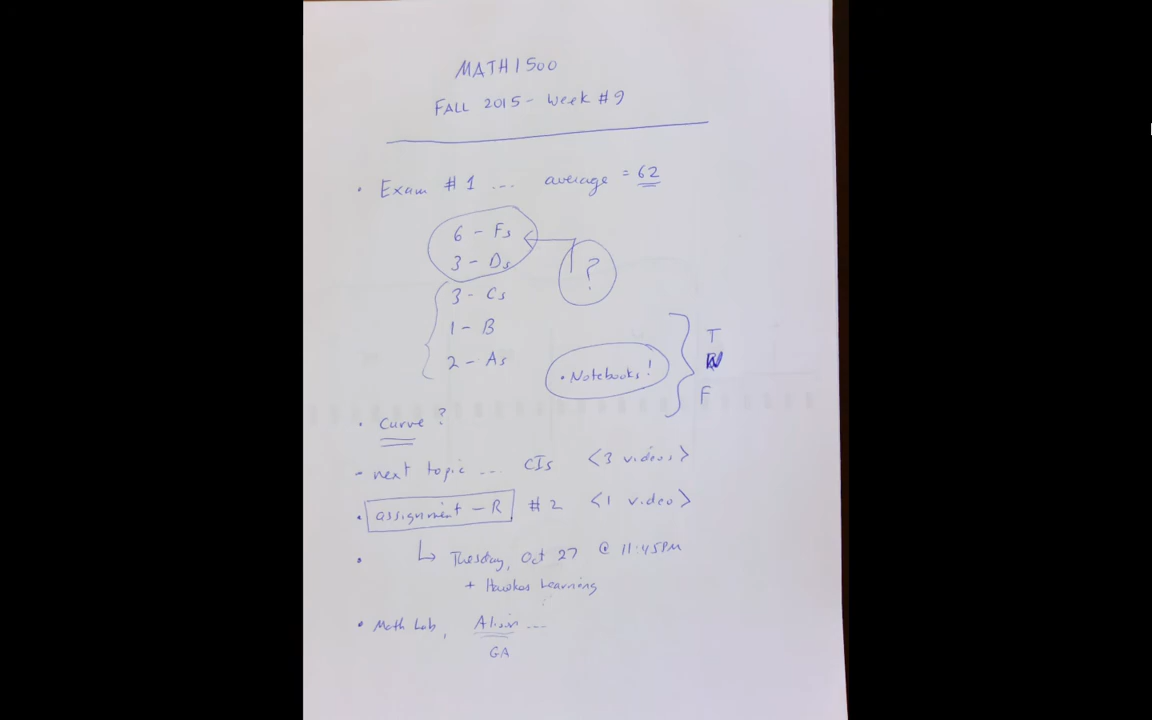 MATH1500
FALL 2015 - Week #9
• Exam #1 ... average = 62
6 - Fs
3 - Ds
?
3 - Cs
1 - B
2 - As
• Notebooks!
T
W
F
• Curve ?
- next topic ... CIs <3 videos>
• assignment - R #2 <1 video>
• Tuesday, Oct 27 @ 11:45PM
+ Hawkes Learning
• Math Lab, ...
GA